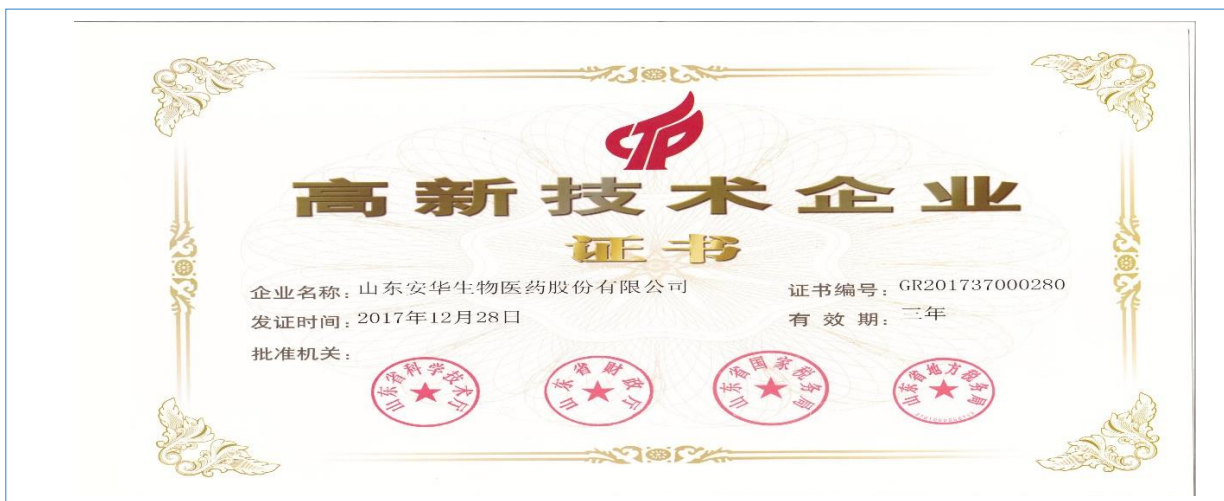 CTP
高新技术企业
证书
企业名称：山东安华生物医药股份有限公司
证书编号：GR201737000280
发证时间：2017年12月28日
有效期：三年
批准机关：
山东省科学技术厅
山东省财政厅
山东省国家税务局
山东省地方税务局